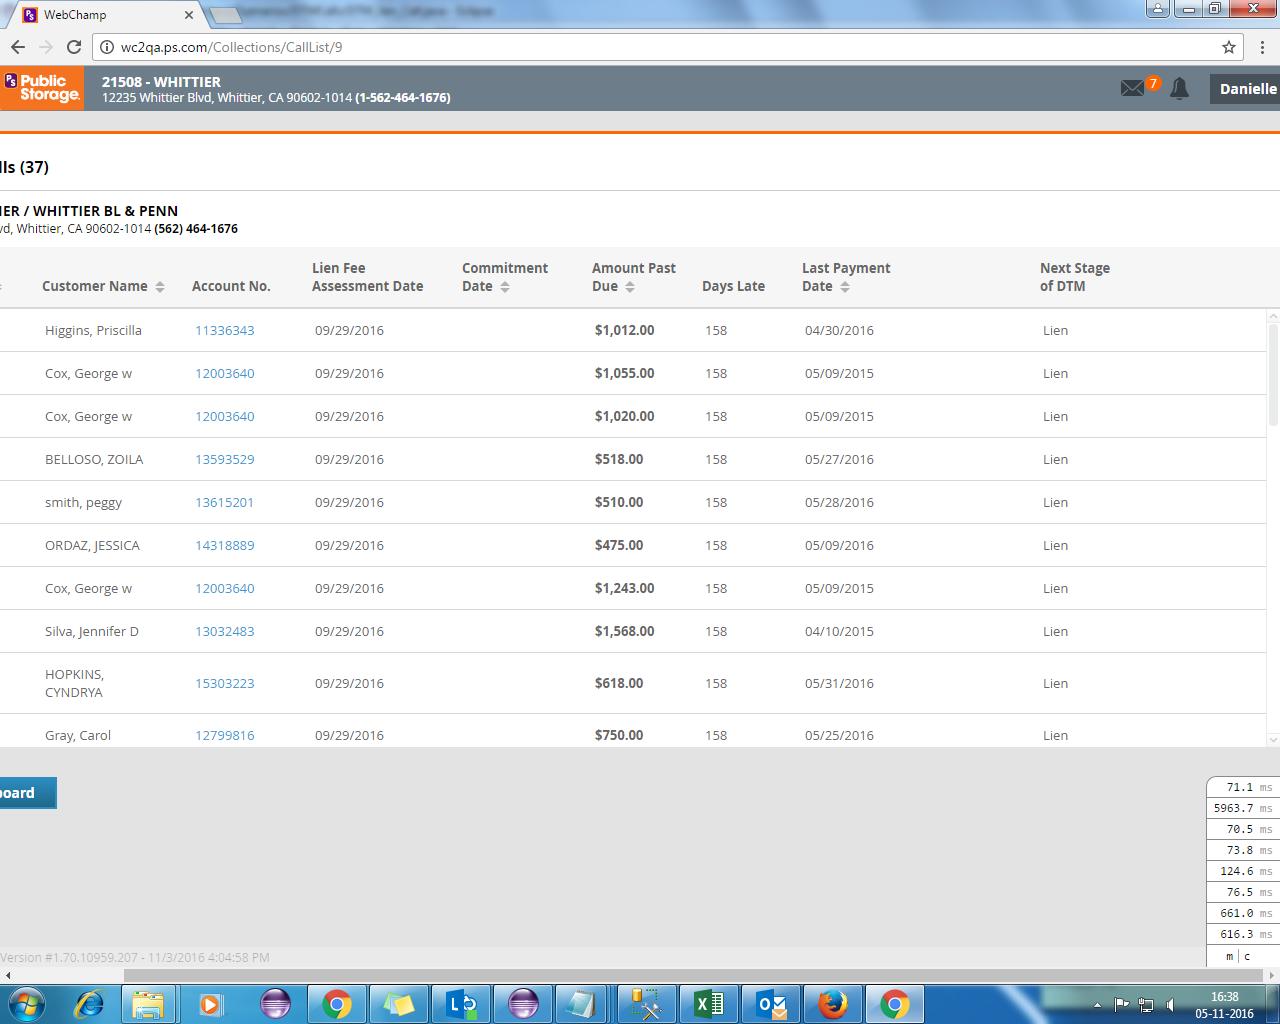 WebChamp
wc2qa.ps.com/Collections/CallList/9
PS Public Storage.
21508 - WHITTIER
12235 Whittier Blvd, Whittier, CA 90602-1014 (1-562-464-1676)
7
Danielle
lls (37)
IER / WHITTIER BL & PENN
vd, Whittier, CA 90602-1014 (562) 464-1676
Customer Name Account No. Lien Fee Assessment Date Commitment Date Amount Past Due Days Late Last Payment Date Next Stage of DTM
Higgins, Priscilla 11336343 09/29/2016 $1,012.00 158 04/30/2016 Lien
Cox, George w 12003640 09/29/2016 $1,055.00 158 05/09/2015 Lien
Cox, George w 12003640 09/29/2016 $1,020.00 158 05/09/2015 Lien
BELLOSO, ZOILA 13593529 09/29/2016 $518.00 158 05/27/2016 Lien
smith, peggy 13615201 09/29/2016 $510.00 158 05/28/2016 Lien
ORDAZ, JESSICA 14318889 09/29/2016 $475.00 158 05/09/2016 Lien
Cox, George w 12003640 09/29/2016 $1,243.00 158 05/09/2015 Lien
Silva, Jennifer D 13032483 09/29/2016 $1,568.00 158 04/10/2015 Lien
HOPKINS, CYNDRYA 15303223 09/29/2016 $618.00 158 05/31/2016 Lien
Gray, Carol 12799816 09/29/2016 $750.00 158 05/25/2016 Lien
board
71.1 ms
5963.7 ms
70.5 ms
73.8 ms
124.6 ms
76.5 ms
661.0 ms
616.3 ms
m | c
Version #1.70.10959.207 - 11/3/2016 4:04:58 PM
16:38
05-11-2016